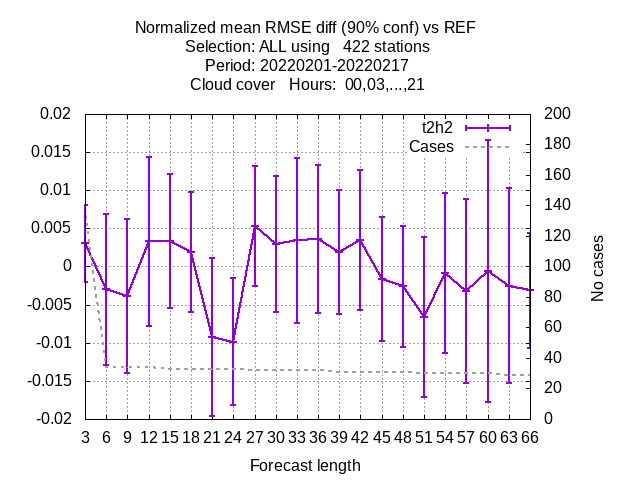 Normalized mean RMSE diff (90% conf) vs REF
Selection: ALL using   422 stations
Period: 20220201-20220217
Cloud cover   Hours:  00,03,...,21
t2h2
Cases
0.02
0.015
0.01
0.005
0
-0.005
-0.01
-0.015
-0.02
200
180
160
140
120
100
80
60
40
20
0
No cases
3 6 9 12 15 18 21 24 27 30 33 36 39 42 45 48 51 54 57 60 63 66
Forecast length